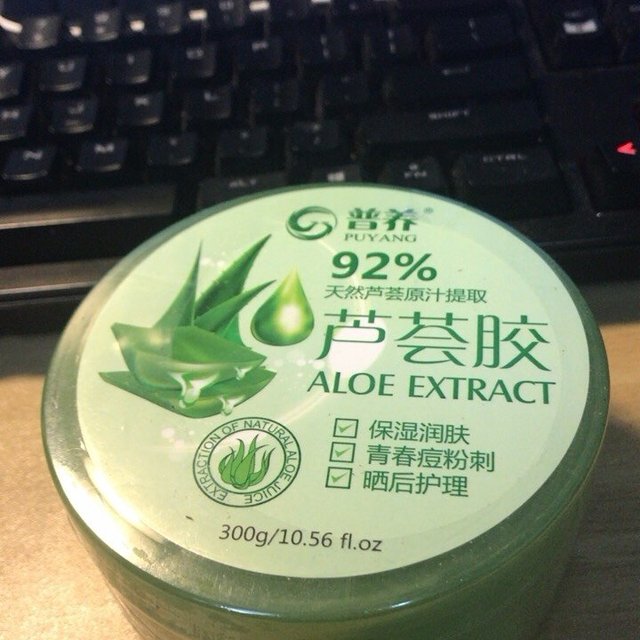 普养®
PUYANG
92%
天然芦荟原汁提取
芦荟胶
ALOE EXTRACT
保湿润肤
青春痘粉刺
晒后护理
EXTRACTION OF NATURAL ALOE JUICE
300g/10.56 fl.oz
SHIFT
CTRL